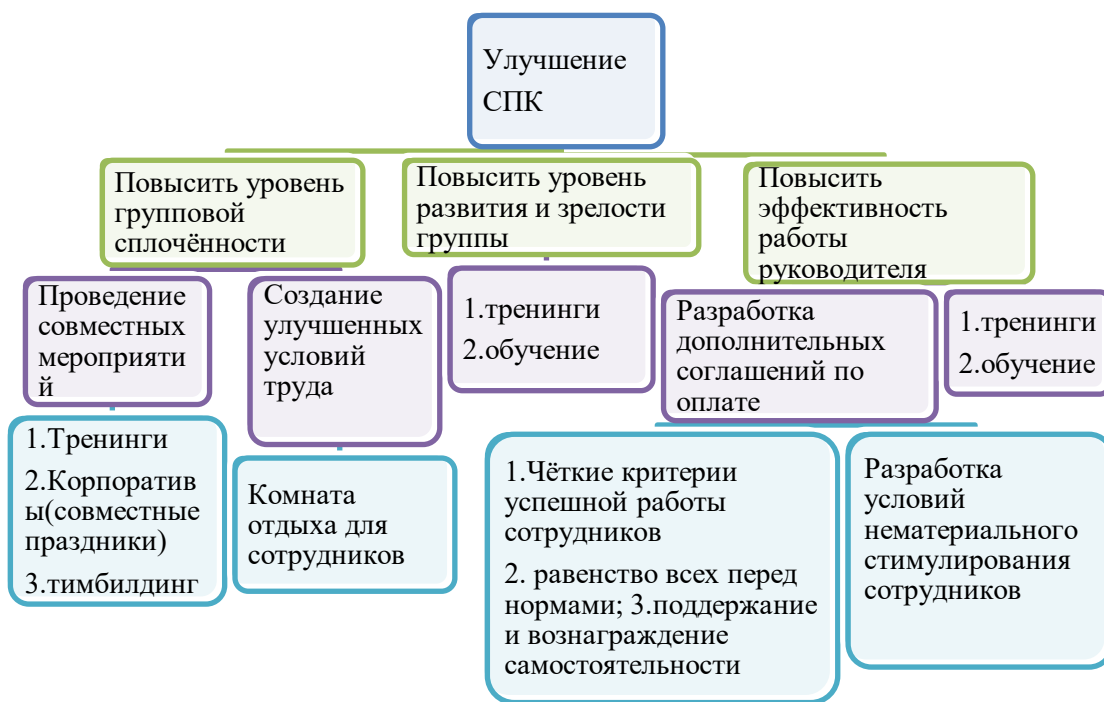 Улучшение
СПК
Повысить уровень
групповой
сплочённости
Повысить уровень
развития и зрелости
группы
Повысить
эффективность
работы
руководителя
Проведение
совместных
мероприяти
й
Создание
улучшенных
условий
труда
1.тренинги
2.обучение
Разработка
дополнительных
соглашений по
оплате
1.тренинги
2.обучение
1.Тренинги
2.Корпоратив
ы(совместные
праздники)
3.тимбилдинг
Комната
отдыха для
сотрудников
1.Чёткие критерии
успешной работы
сотрудников
2. равенство всех перед
нормами; 3.поддержание
и вознаграждение
самостоятельности
Разработка
условий
нематериального
стимулирования
сотрудников